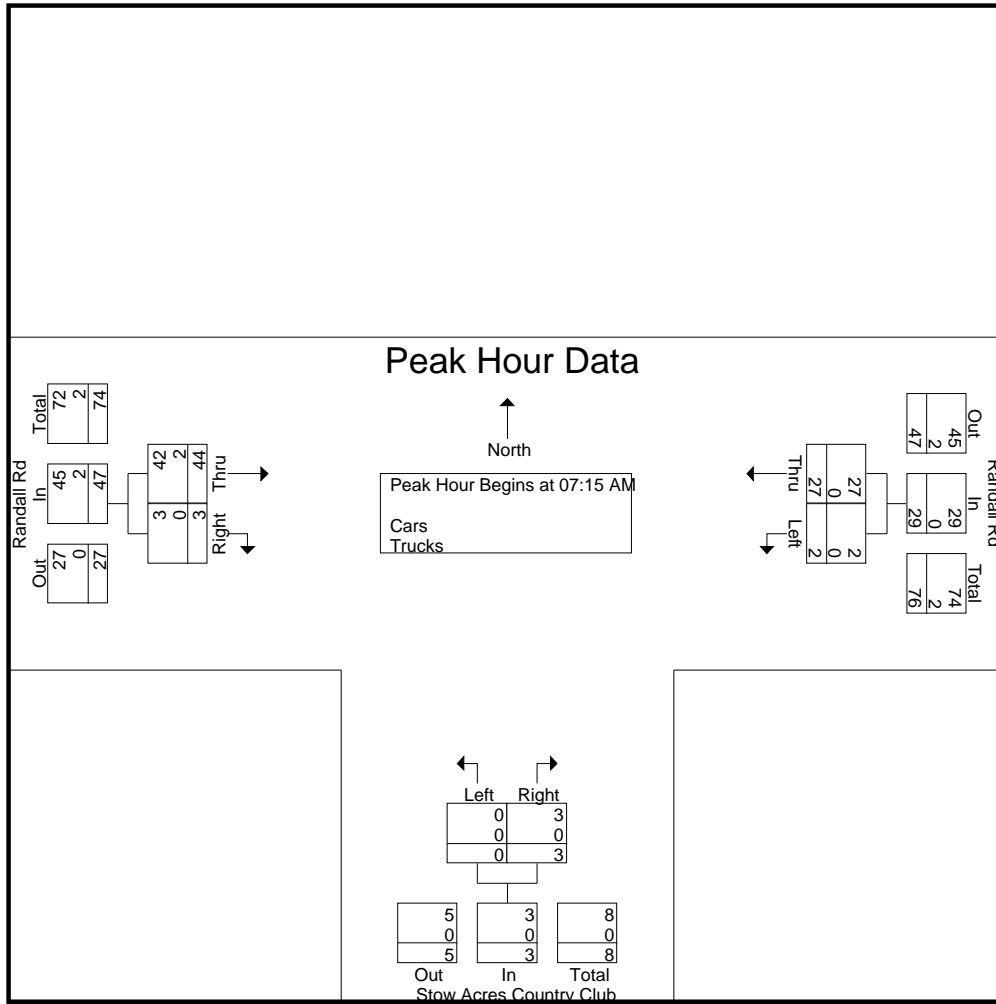 Peak Hour Data
North
Peak Hour Begins at 07:15 AM
Cars
Trucks
Randall Rd
Total
72
2
74
In
45
2
47
Out
27
0
27
Thru
42
2
44
Right
3
0
3
Randall Rd
Out
45
2
47
In
29
0
29
Total
74
2
76
Thru
27
0
27
Left
2
0
2
Left Right
0 3
0 0
0 3
5 3 8
0 0 0
5 3 8
Out In Total
Stow Acres Country Club